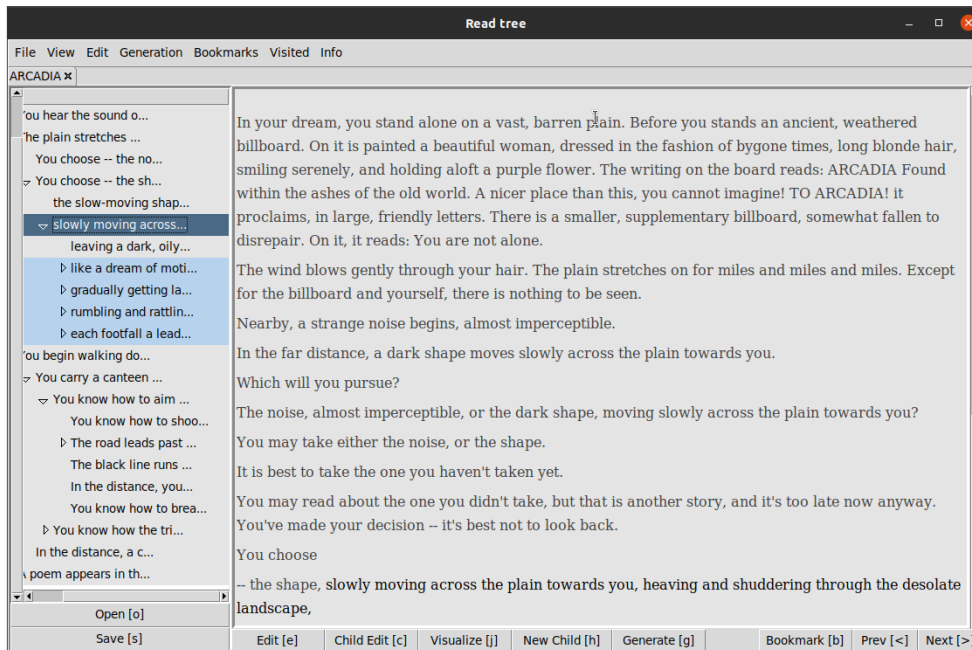 Read tree
File View Edit Generation Bookmarks Visited Info
ARCADIA
You hear the sound o...
The plain stretches ...
You choose -- the no...
You choose -- the sh...
the slow-moving shap...
slowly moving across...
leaving a dark, oily...
like a dream of moti...
gradually getting la...
rumbling and rattlin...
each footfall a lead...
You begin walking do...
You carry a canteen ...
You know how to aim ...
You know how to shoo...
The road leads past ...
The black line runs ...
In the distance, you...
You know how to brea...
You know how the tri...
In the distance, a c...
A poem appears in th...
Open [o]
Save [s]
In your dream, you stand alone on a vast, barren plain. Before you stands an ancient, weathered
billboard. On it is painted a beautiful woman, dressed in the fashion of bygone times, long blonde hair,
smiling serenely, and holding aloft a purple flower. The writing on the board reads: ARCADIA Found
within the ashes of the old world. A nicer place than this, you cannot imagine! TO ARCADIA! it
proclaims, in large, friendly letters. There is a smaller, supplementary billboard, somewhat fallen to
disrepair. On it, it reads: You are not alone.
The wind blows gently through your hair. The plain stretches on for miles and miles and miles. Except
for the billboard and yourself, there is nothing to be seen.
Nearby, a strange noise begins, almost imperceptible.
In the far distance, a dark shape moves slowly across the plain towards you.
Which will you pursue?
The noise, almost imperceptible, or the dark shape, moving slowly across the plain towards you?
You may take either the noise, or the shape.
It is best to take the one you haven't taken yet.
You may read about the one you didn't take, but that is another story, and it's too late now anyway.
You've made your decision -- it's best not to look back.
You choose
-- the shape, slowly moving across the plain towards you, heaving and shuddering through the desolate
landscape,
Edit [e] Child Edit [c] Visualize [j] New Child [h] Generate [g] Bookmark [b] Prev [<] Next [>]